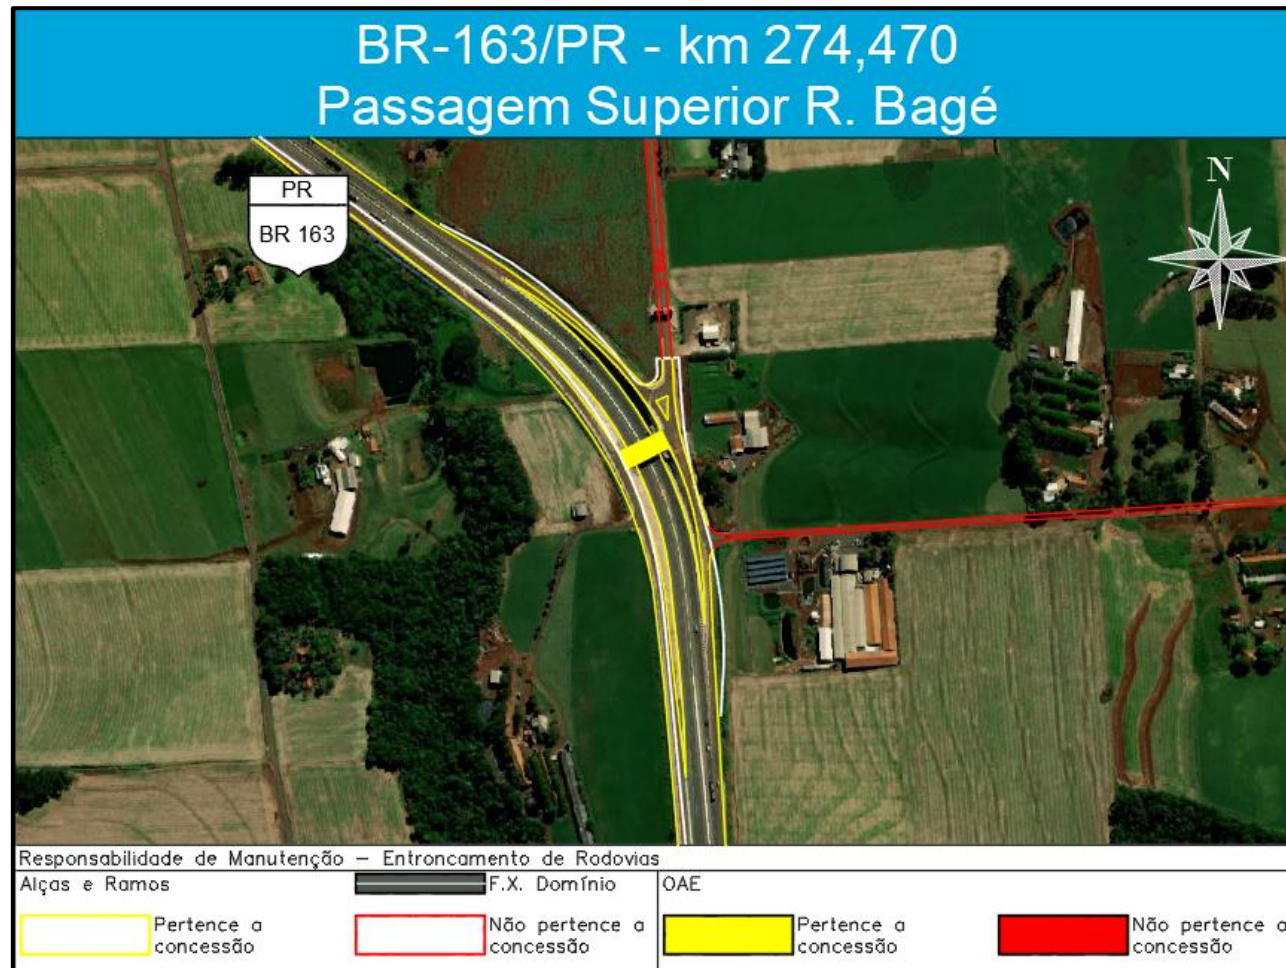 BR-163/PR - km 274,470
Passagem Superior R. Bagé
N
PR
BR 163
Responsabilidade de Manutenção – Entroncamento de Rodovias
Alças e Ramos
F.X. Domínio
OAE
Pertence a
concessão
Não pertence a
concessão
Pertence a
concessão
Não pertence a
concessão